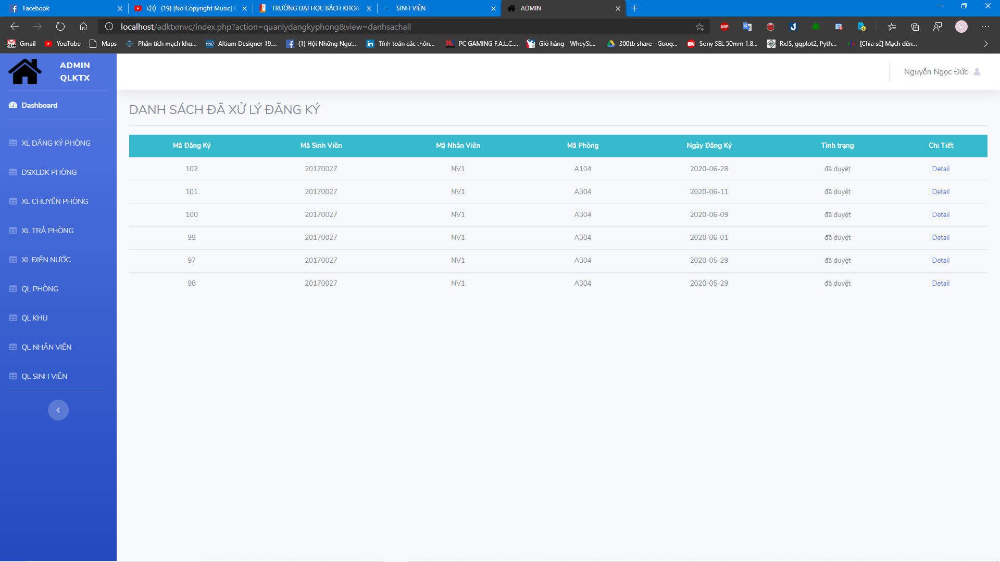 Facebook
(19) [No Copyright Music] C
TRƯỜNG ĐẠI HỌC BÁCH KHOA
SINH VIÊN
ADMIN
localhost/adktxmvc/index.php?action=quanlydangkyphong&view=danhsachall
ABP
40+ Gmail
YouTube
Maps
Phân tích mạch khu...
HNP Altium Designer 19....
(1) Hội Những Ngư...
Tính toán các thôn...
PC GAMING F.A.L.C....
Giỏ hàng - WheySt...
300tb share - Goog...
Sony SEL 50mm 1.8...
RxJS, ggplot2, Pyth...
[Chia sẻ] Mạch đèn...
ADMIN
QLKTX
Nguyễn Ngọc Đức
Dashboard
XL ĐĂNG KÝ PHÒNG
DSXLDK PHÒNG
XL CHUYỂN PHÒNG
XL TRẢ PHÒNG
XL ĐIỆN NƯỚC
QL PHÒNG
QL KHU
QL NHÂN VIÊN
QL SINH VIÊN
DANH SÁCH ĐÃ XỬ LÝ ĐĂNG KÝ
Mã Đăng Ký Mã Sinh Viên Mã Nhân Viên Mã Phòng Ngày Đăng Ký Tình trạng Chi Tiết
102 20170027 NV1 A104 2020-06-28 đã duyệt Detail
101 20170027 NV1 A304 2020-06-11 đã duyệt Detail
100 20170027 NV1 A304 2020-06-09 đã duyệt Detail
99 20170027 NV1 A304 2020-06-01 đã duyệt Detail
97 20170027 NV1 A304 2020-05-29 đã duyệt Detail
98 20170027 NV1 A304 2020-05-29 đã duyệt Detail